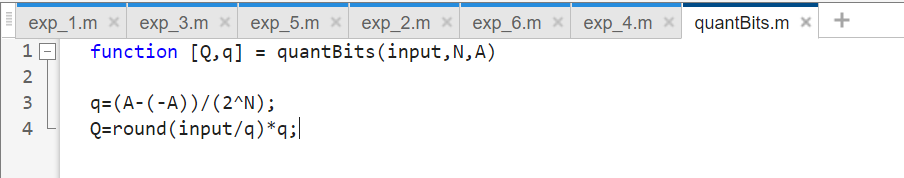 exp_1.m × exp_3.m × exp_5.m × exp_2.m × exp_6.m × exp_4.m × quantBits.m × +
1 function [Q,q] = quantBits(input,N,A)
2
3 q=(A-(-A))/(2^N);
4 Q=round(input/q)*q;